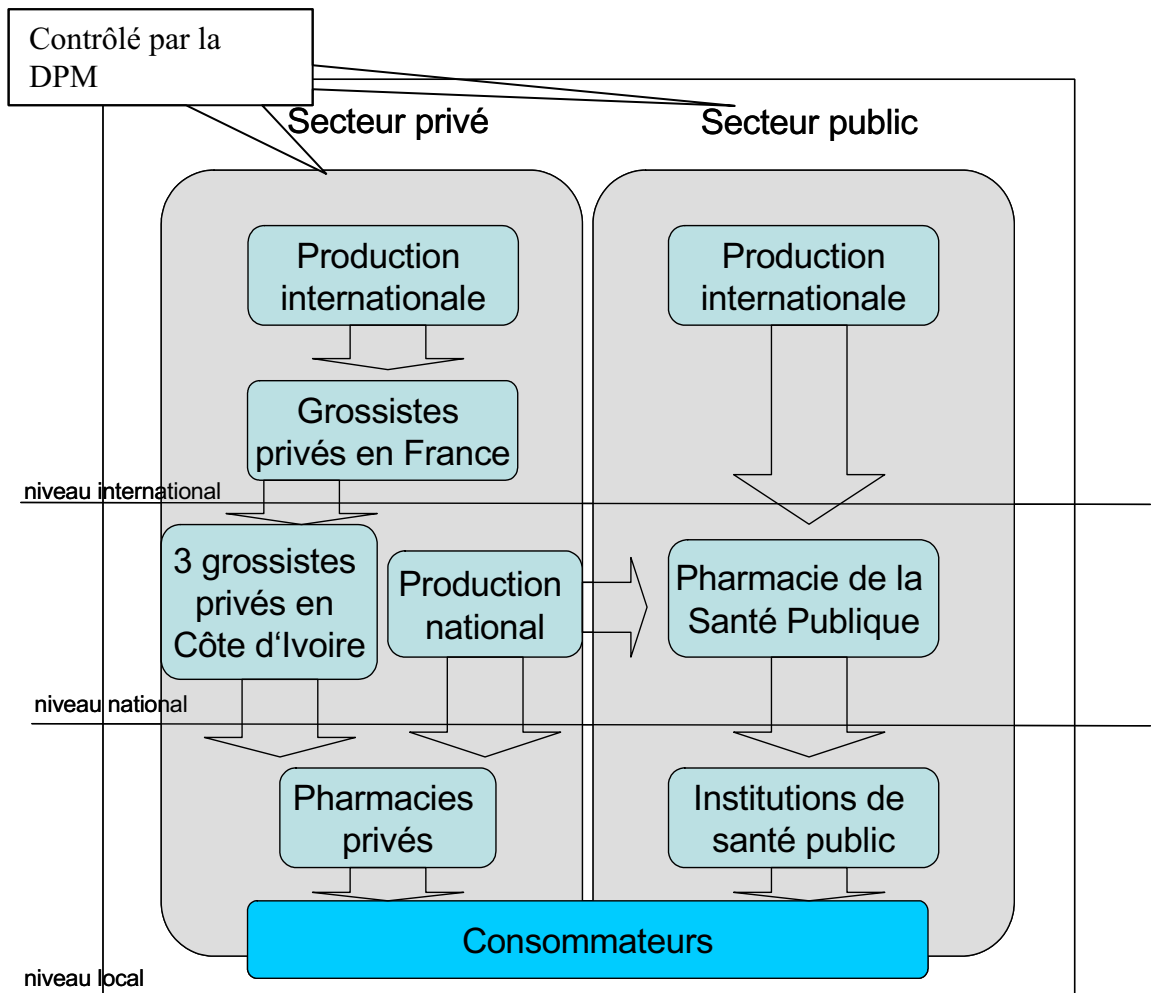 Contrôlé par la
DPM
Secteur privé
Secteur public
Production
internationale
Production
internationale
Grossistes
privés en France
niveau international
3 grossistes
privés en
Côte d‘Ivoire
Production
national
Pharmacie de la
Santé Publique
niveau national
Pharmacies
privés
Institutions de
santé public
Consommateurs
niveau local